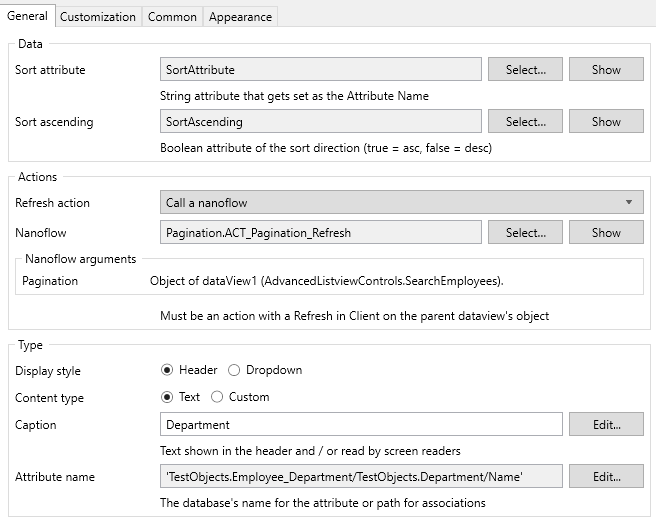 General Customization Common Appearance
Data
Sort attribute SortAttribute Select... Show
String attribute that gets set as the Attribute Name
Sort ascending SortAscending Select... Show
Boolean attribute of the sort direction (true = asc, false = desc)
Actions
Refresh action Call a nanoflow
Nanoflow Pagination.ACT_Pagination_Refresh Select... Show
Nanoflow arguments
Pagination Object of dataView1 (AdvancedListviewControls.SearchEmployees).
Must be an action with a Refresh in Client on the parent dataview's object
Type
Display style Header Dropdown
Content type Text Custom
Caption Department Edit...
Text shown in the header and / or read by screen readers
Attribute name 'TestObjects.Employee_Department/TestObjects.Department/Name' Edit...
The database's name for the attribute or path for associations